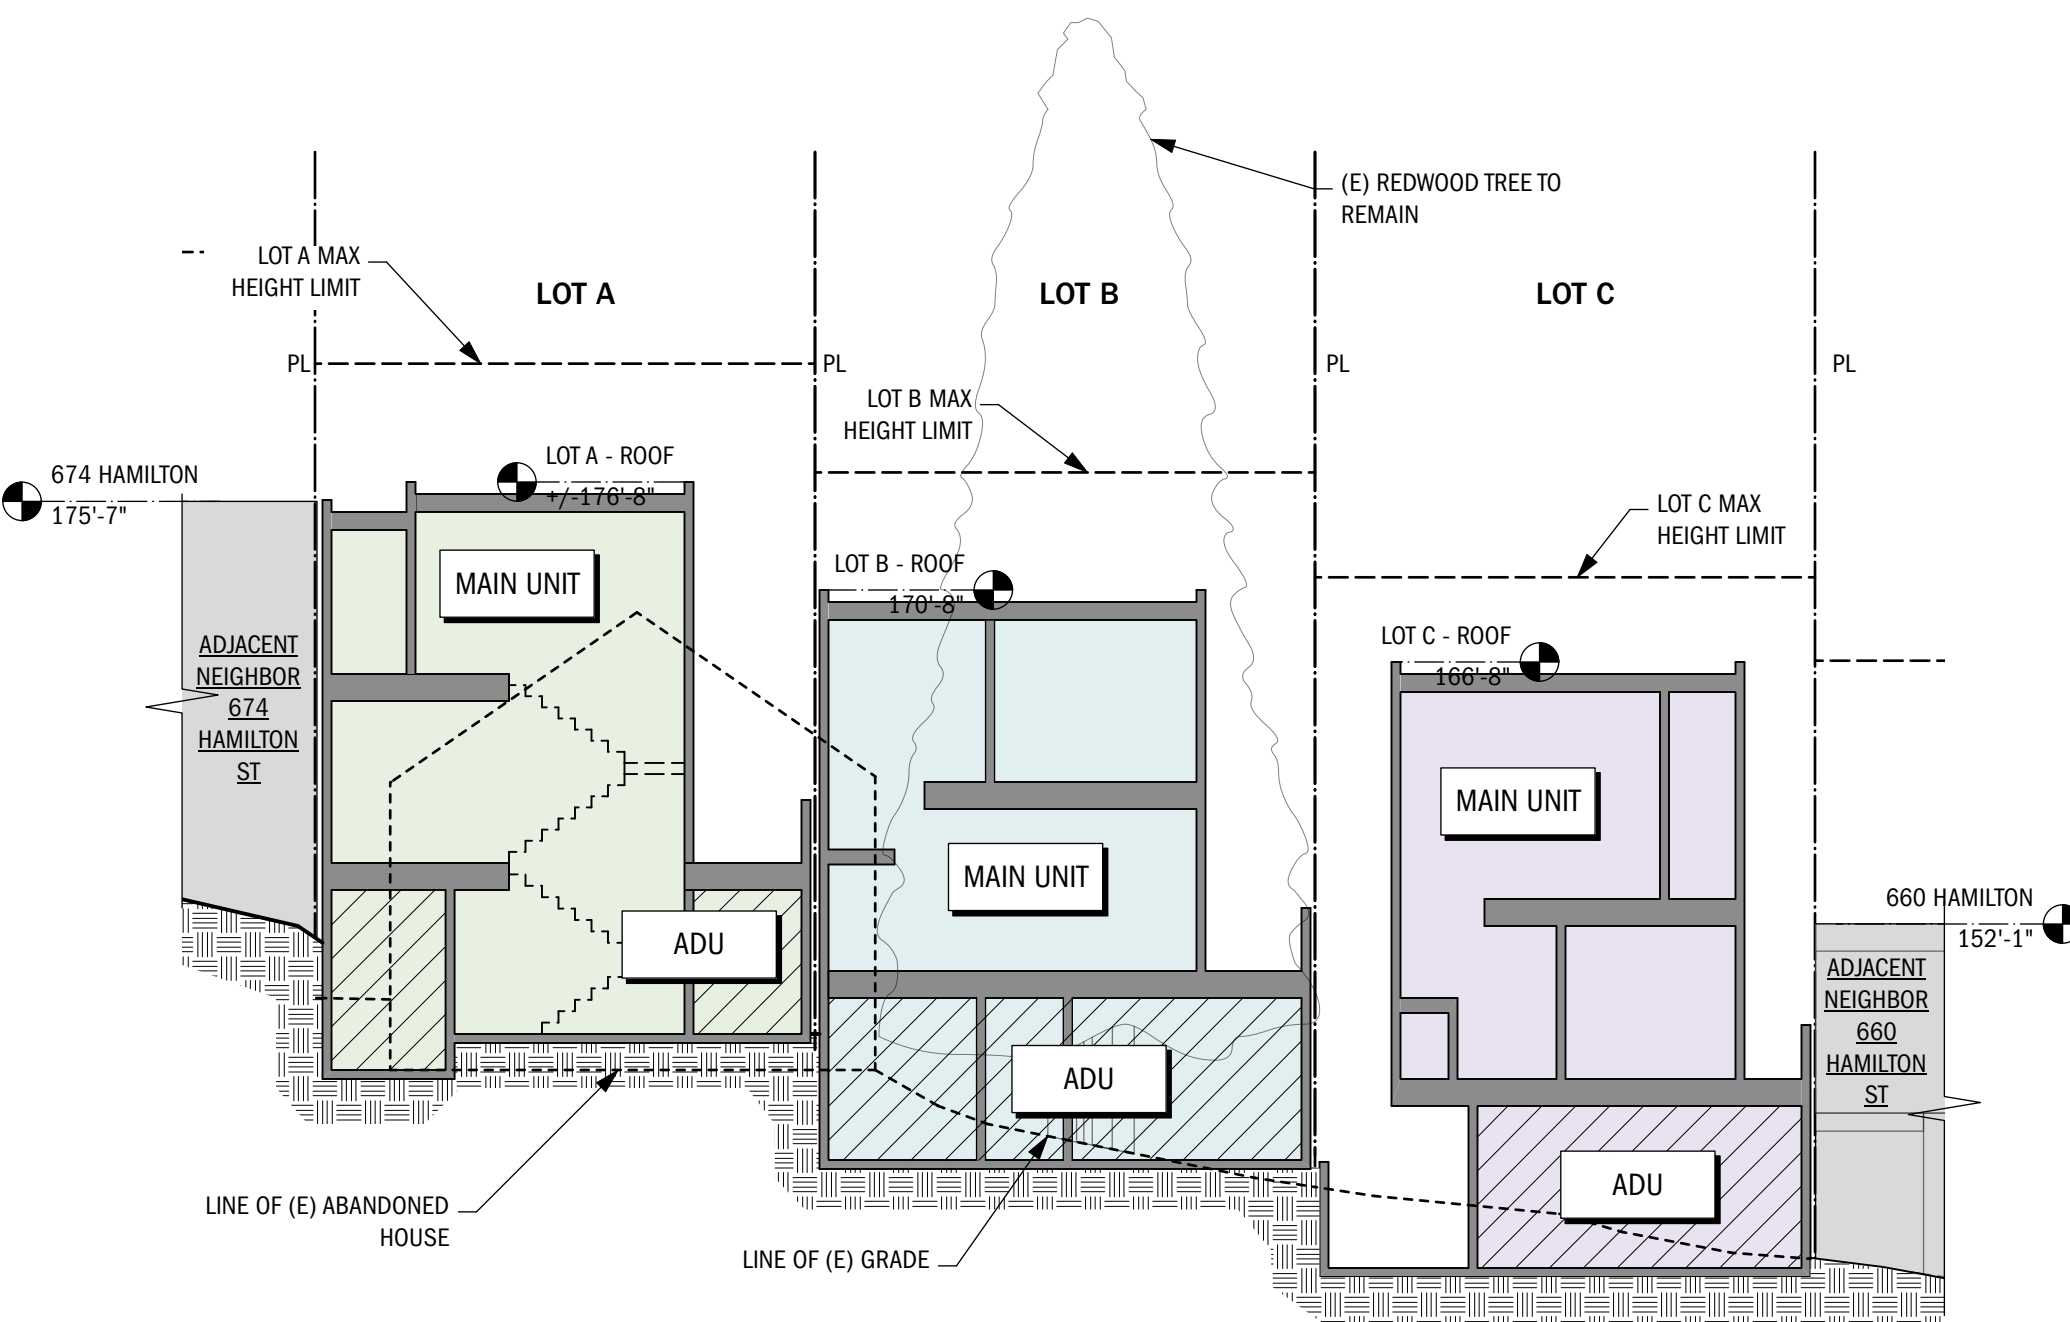 (E) REDWOOD TREE TO
REMAIN
LOT A MAX
HEIGHT LIMIT
LOT A
LOT B
LOT C
PL
PL
PL
PL
LOT B MAX
HEIGHT LIMIT
LOT A - ROOF
+/-176'-8"
674 HAMILTON
175'-7"
LOT C MAX
HEIGHT LIMIT
LOT B - ROOF
170'-8"
MAIN UNIT
LOT C - ROOF
166'-8"
ADJACENT
NEIGHBOR
674
HAMILTON
ST
MAIN UNIT
MAIN UNIT
660 HAMILTON
152'-1"
ADU
ADJACENT
NEIGHBOR
660
HAMILTON
ST
ADU
ADU
LINE OF (E) ABANDONED
HOUSE
LINE OF (E) GRADE